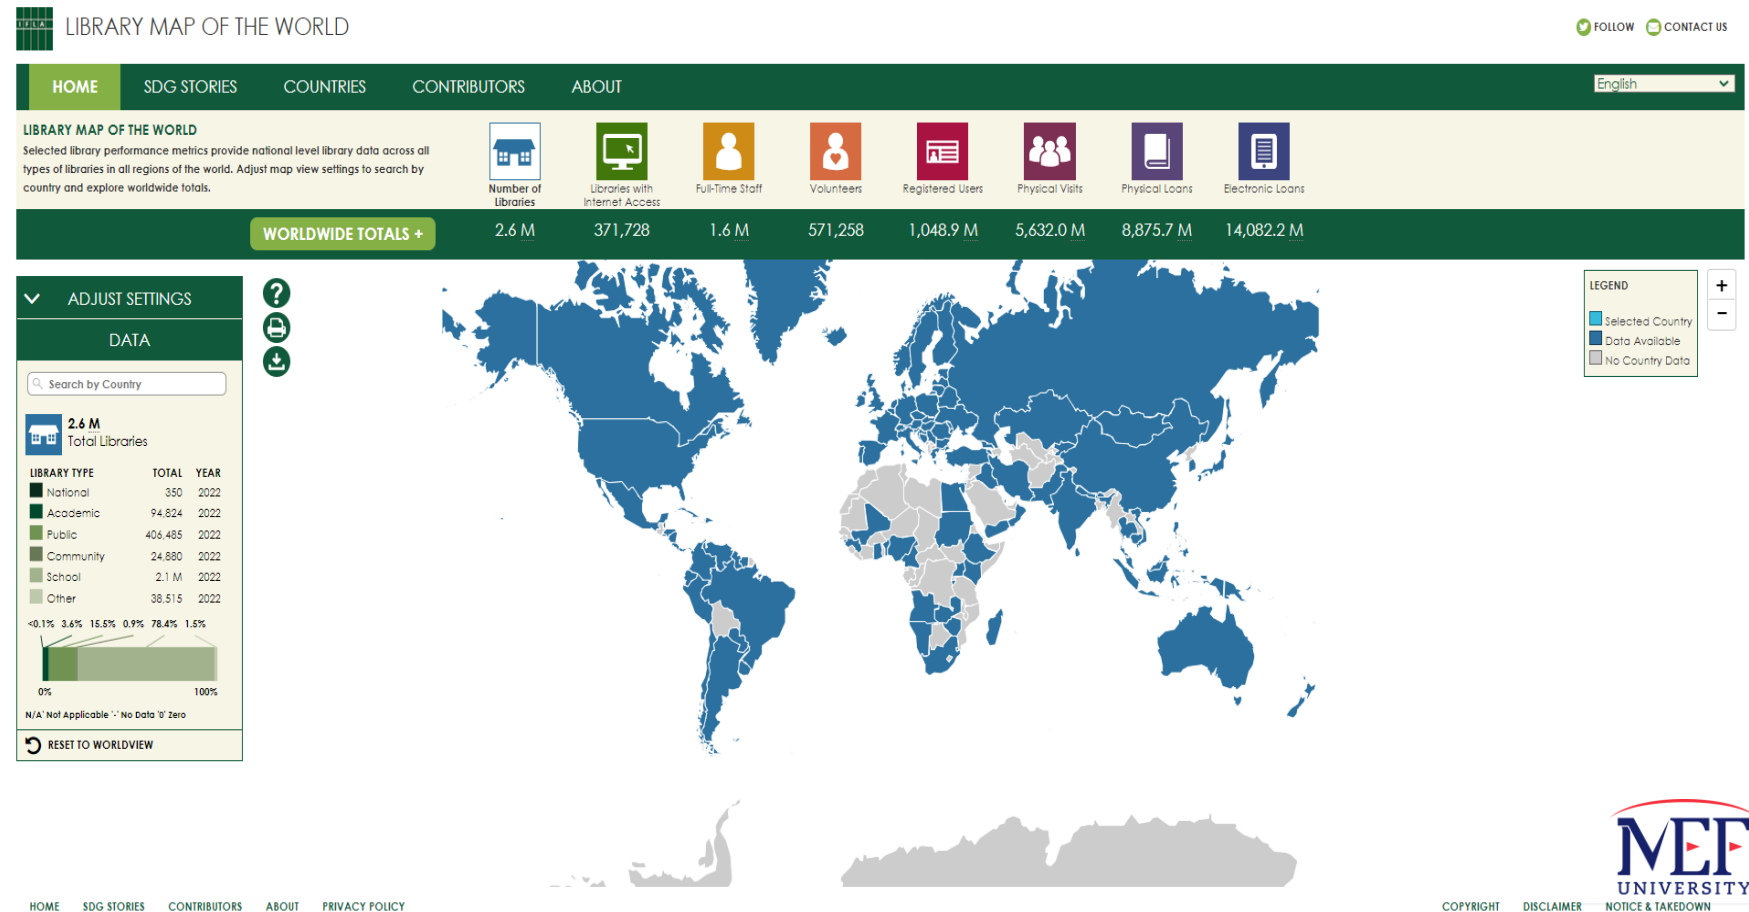 IFLA
LIBRARY MAP OF THE WORLD
FOLLOW
CONTACT US
HOME
SDG STORIES
COUNTRIES
CONTRIBUTORS
ABOUT
English
LIBRARY MAP OF THE WORLD
Selected library performance metrics provide national level library data across all
types of libraries in all regions of the world. Adjust map view settings to search by
country and explore worldwide totals.
Number of
Libraries
Libraries with
Internet Access
Full-Time Staff
Volunteers
Registered Users
Physical Visits
Physical Loans
Electronic Loans
WORLDWIDE TOTALS +
2.6 M
371,728
1.6 M
571,258
1,048.9 M
5,632.0 M
8,875.7 M
14,082.2 M
ADJUST SETTINGS
DATA
Search by Country
2.6 M
Total Libraries
LIBRARY TYPE TOTAL YEAR
National 350 2022
Academic 94,824 2022
Public 406,485 2022
Community 24,880 2022
School 2.1 M 2022
Other 38,515 2022
<0.1% 3.6% 15.5% 0.9% 78.4% 1.5%
0% 100%
N/A' Not Applicable '-' No Data '0' Zero
RESET TO WORLDVIEW
?
LEGEND
Selected Country
Data Available
No Country Data
+
-
MEF
UNIVERSITY
HOME SDG STORIES CONTRIBUTORS ABOUT PRIVACY POLICY
COPYRIGHT DISCLAIMER NOTICE & TAKEDOWN